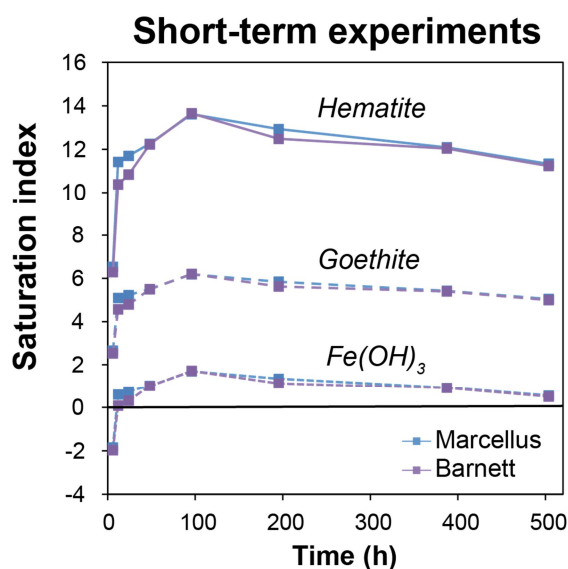 Short-term experiments
Saturation index
16
14
12
10
8
6
4
2
0
-2
-4
Hematite
Goethite
Fe(OH)3
Marcellus
Barnett
0
100
200
300
400
500
Time (h)